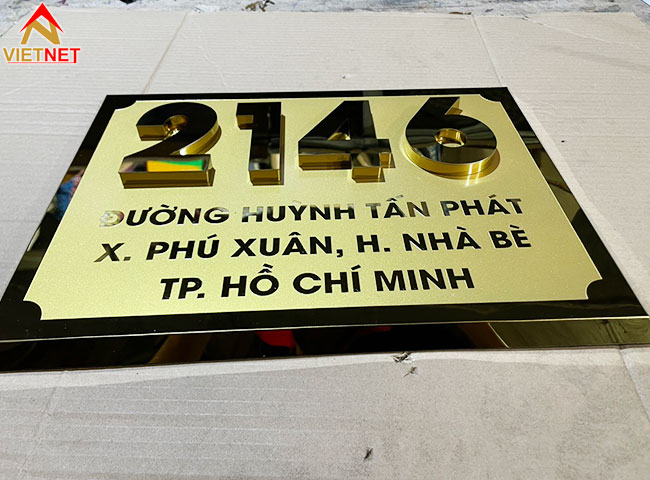 VIETNET
2146
ĐƯỜNG HUỲNH TẤN PHÁT
X. PHÚ XUÂN, H. NHÀ BÈ
TP. HỒ CHÍ MINH